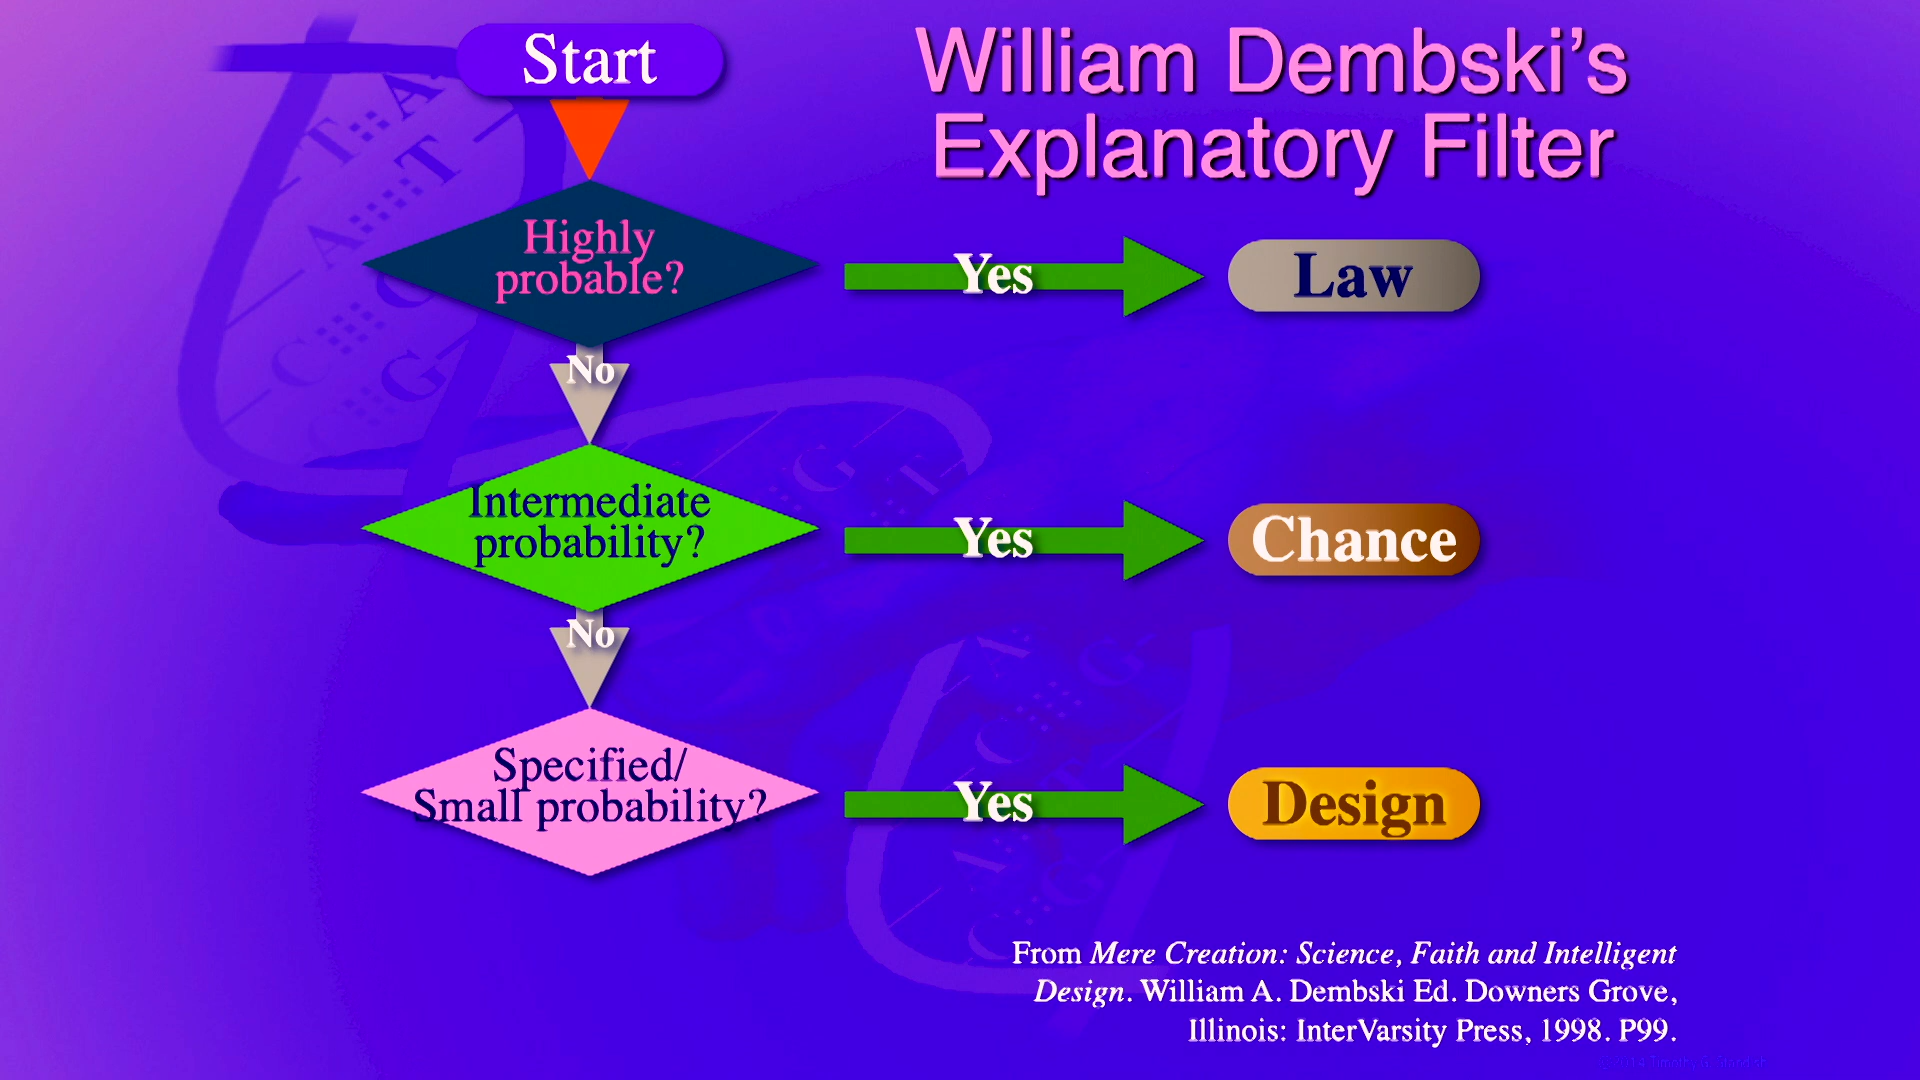 Start
William Dembski's
Explanatory Filter
Highly
probable?
Yes
Law
No
Intermediate
probability?
Yes
Chance
No
Specified/
Small probability?
Yes
Design
From Mere Creation: Science, Faith and Intelligent
Design. William A. Dembski Ed. Downers Grove,
Illinois: InterVarsity Press, 1998. P99.